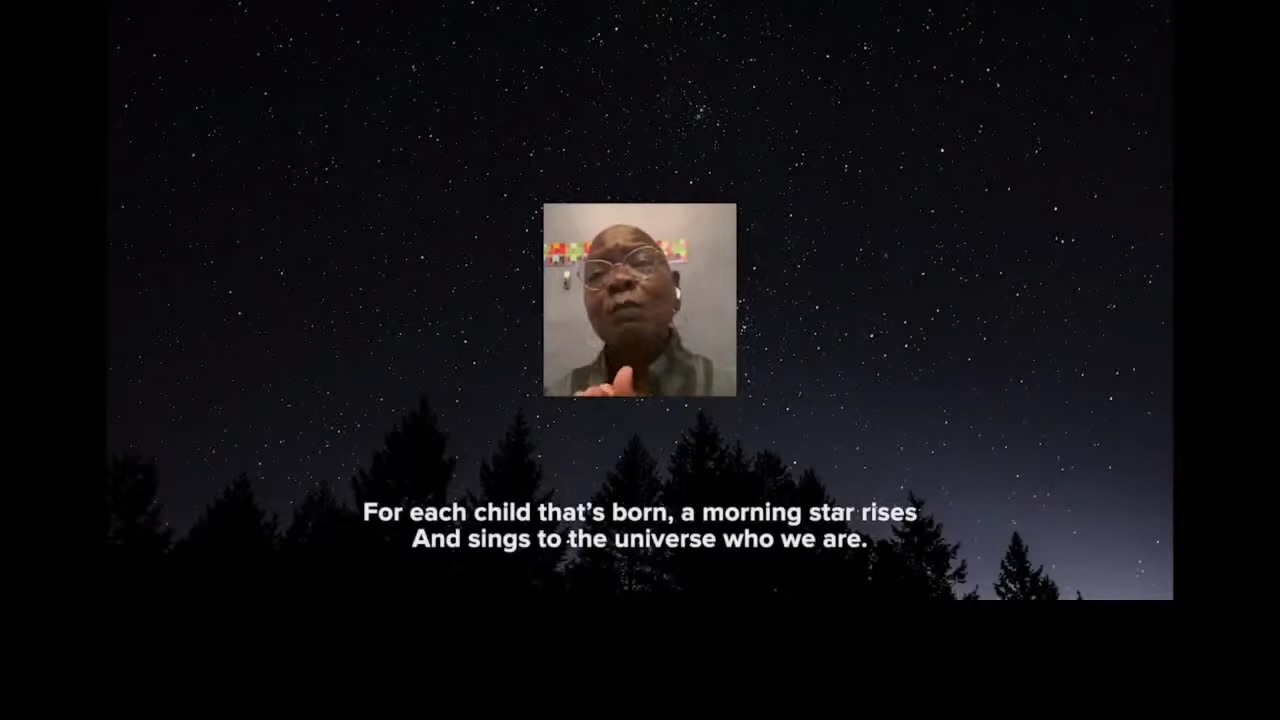 For each child that’s born, a morning star rises
And sings to the universe who we are.